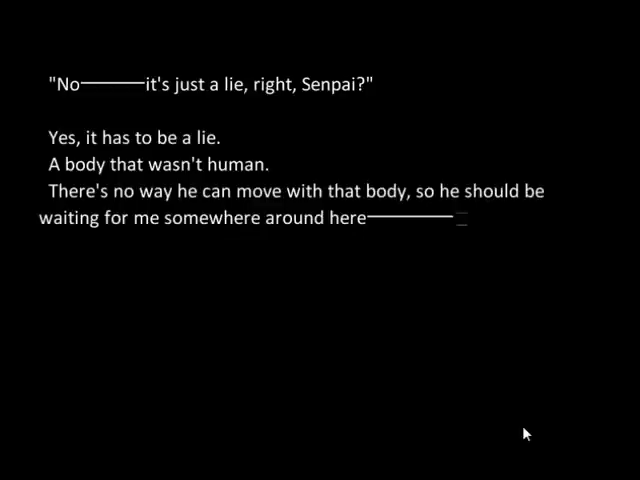 "No―――it's just a lie, right, Senpai?"
Yes, it has to be a lie.
A body that wasn't human.
There's no way he can move with that body, so he should be
waiting for me somewhere around here――――